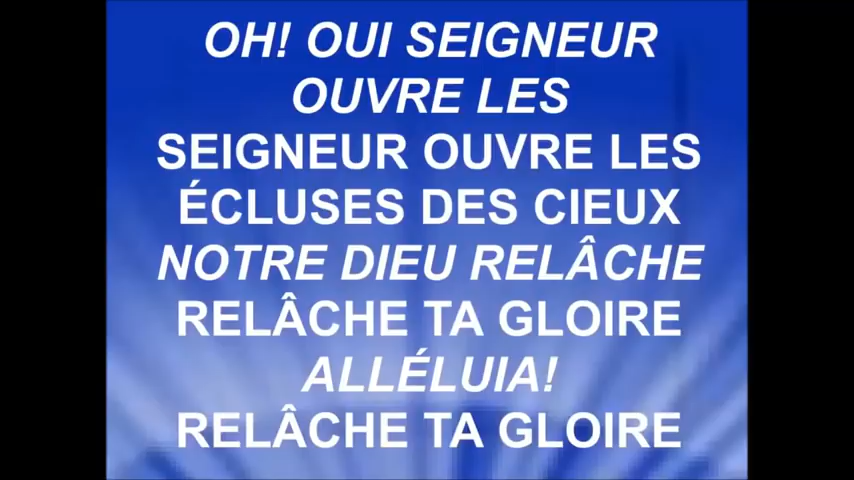 OH! OUI SEIGNEUR
OUVRE LES
SEIGNEUR OUVRE LES
ÉCLUSES DES CIEUX
NOTRE DIEU RELÂCHE
RELÂCHE TA GLOIRE
ALLÉLUIA!
RELÂCHE TA GLOIRE